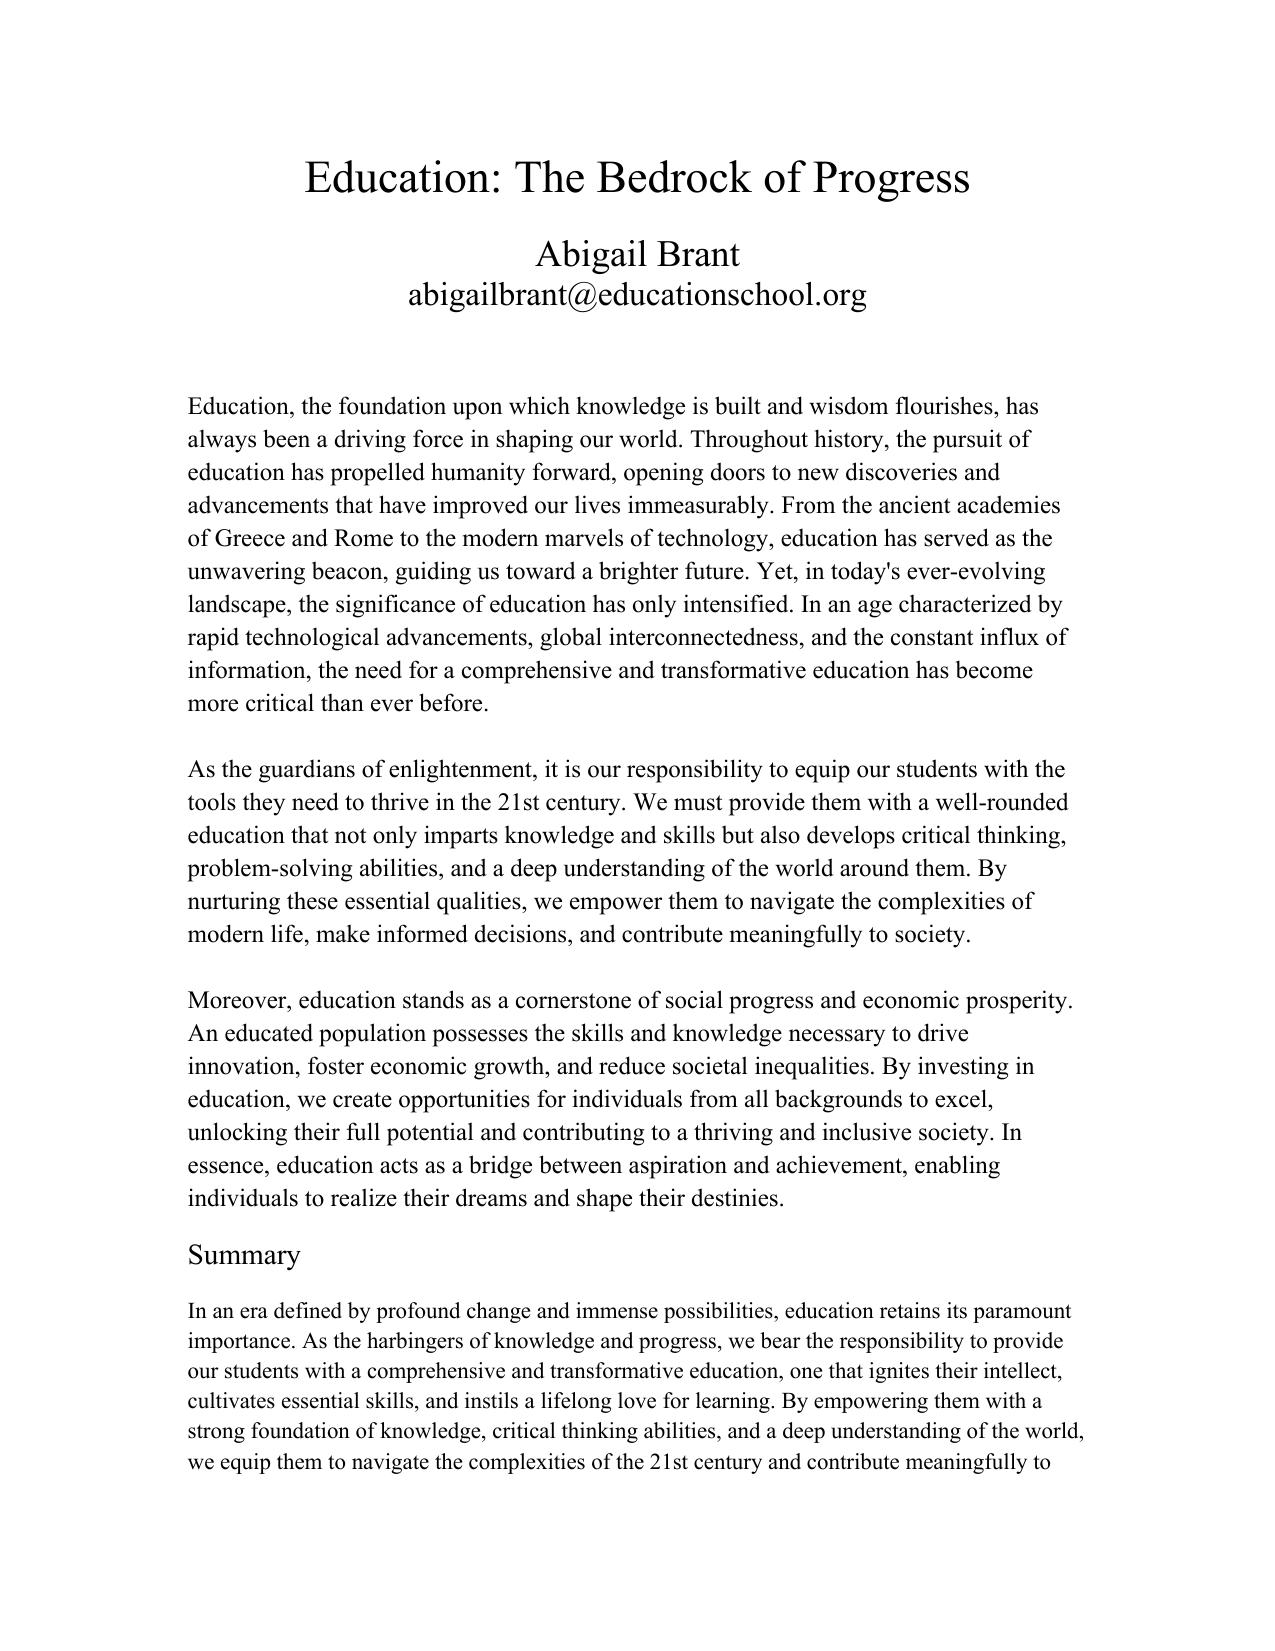 Education: The Bedrock of Progress
Abigail Brant
abigailbrant@educationschool.org
Education, the foundation upon which knowledge is built and wisdom flourishes, has
always been a driving force in shaping our world. Throughout history, the pursuit of
education has propelled humanity forward, opening doors to new discoveries and
advancements that have improved our lives immeasurably. From the ancient academies
of Greece and Rome to the modern marvels of technology, education has served as the
unwavering beacon, guiding us toward a brighter future. Yet, in today's ever-evolving
landscape, the significance of education has only intensified. In an age characterized by
rapid technological advancements, global interconnectedness, and the constant influx of
information, the need for a comprehensive and transformative education has become
more critical than ever before.
As the guardians of enlightenment, it is our responsibility to equip our students with the
tools they need to thrive in the 21st century. We must provide them with a well-rounded
education that not only imparts knowledge and skills but also develops critical thinking,
problem-solving abilities, and a deep understanding of the world around them. By
nurturing these essential qualities, we empower them to navigate the complexities of
modern life, make informed decisions, and contribute meaningfully to society.
Moreover, education stands as a cornerstone of social progress and economic prosperity.
An educated population possesses the skills and knowledge necessary to drive
innovation, foster economic growth, and reduce societal inequalities. By investing in
education, we create opportunities for individuals from all backgrounds to excel,
unlocking their full potential and contributing to a thriving and inclusive society. In
essence, education acts as a bridge between aspiration and achievement, enabling
individuals to realize their dreams and shape their destinies.
Summary
In an era defined by profound change and immense possibilities, education retains its paramount
importance. As the harbingers of knowledge and progress, we bear the responsibility to provide
our students with a comprehensive and transformative education, one that ignites their intellect,
cultivates essential skills, and instils a lifelong love for learning. By empowering them with a
strong foundation of knowledge, critical thinking abilities, and a deep understanding of the world,
we equip them to navigate the complexities of the 21st century and contribute meaningfully to